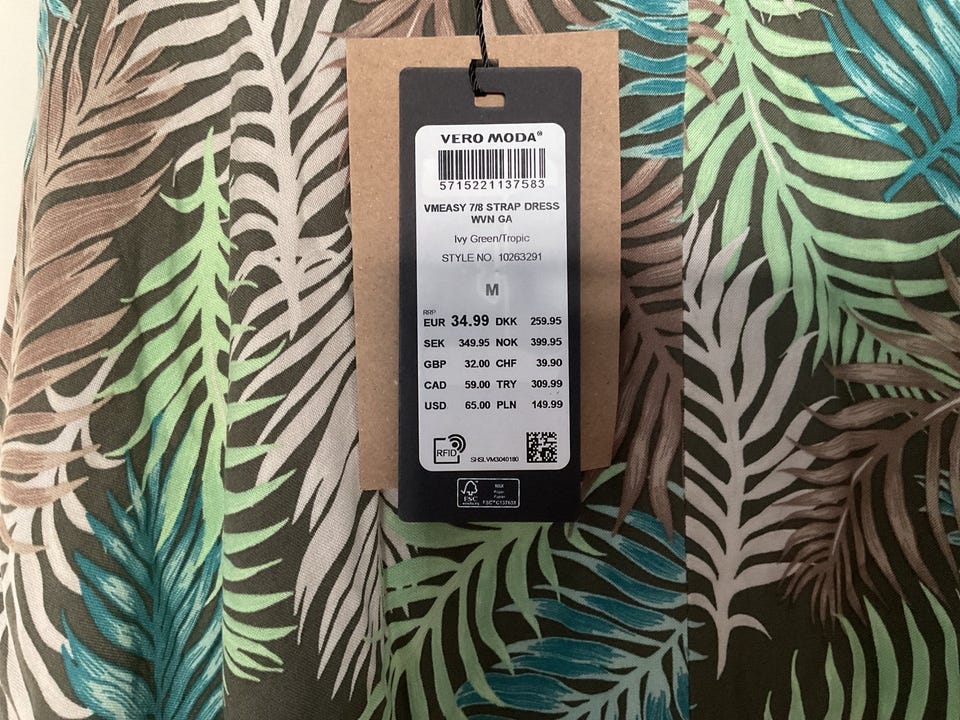 VERO MODA®
5715221137583
VMEASY 7/8 STRAP DRESS
WVN GA
Ivy Green/Tropic
STYLE NO. 10263291
M
RRP
EUR 34.99 DKK 259.95
SEK 349.95 NOK 399.95
GBP 32.00 CHF 39.90
CAD 59.00 TRY 309.99
USD 65.00 PLN 149.99
RFID
SHSLVM3040180
FSC
MIX